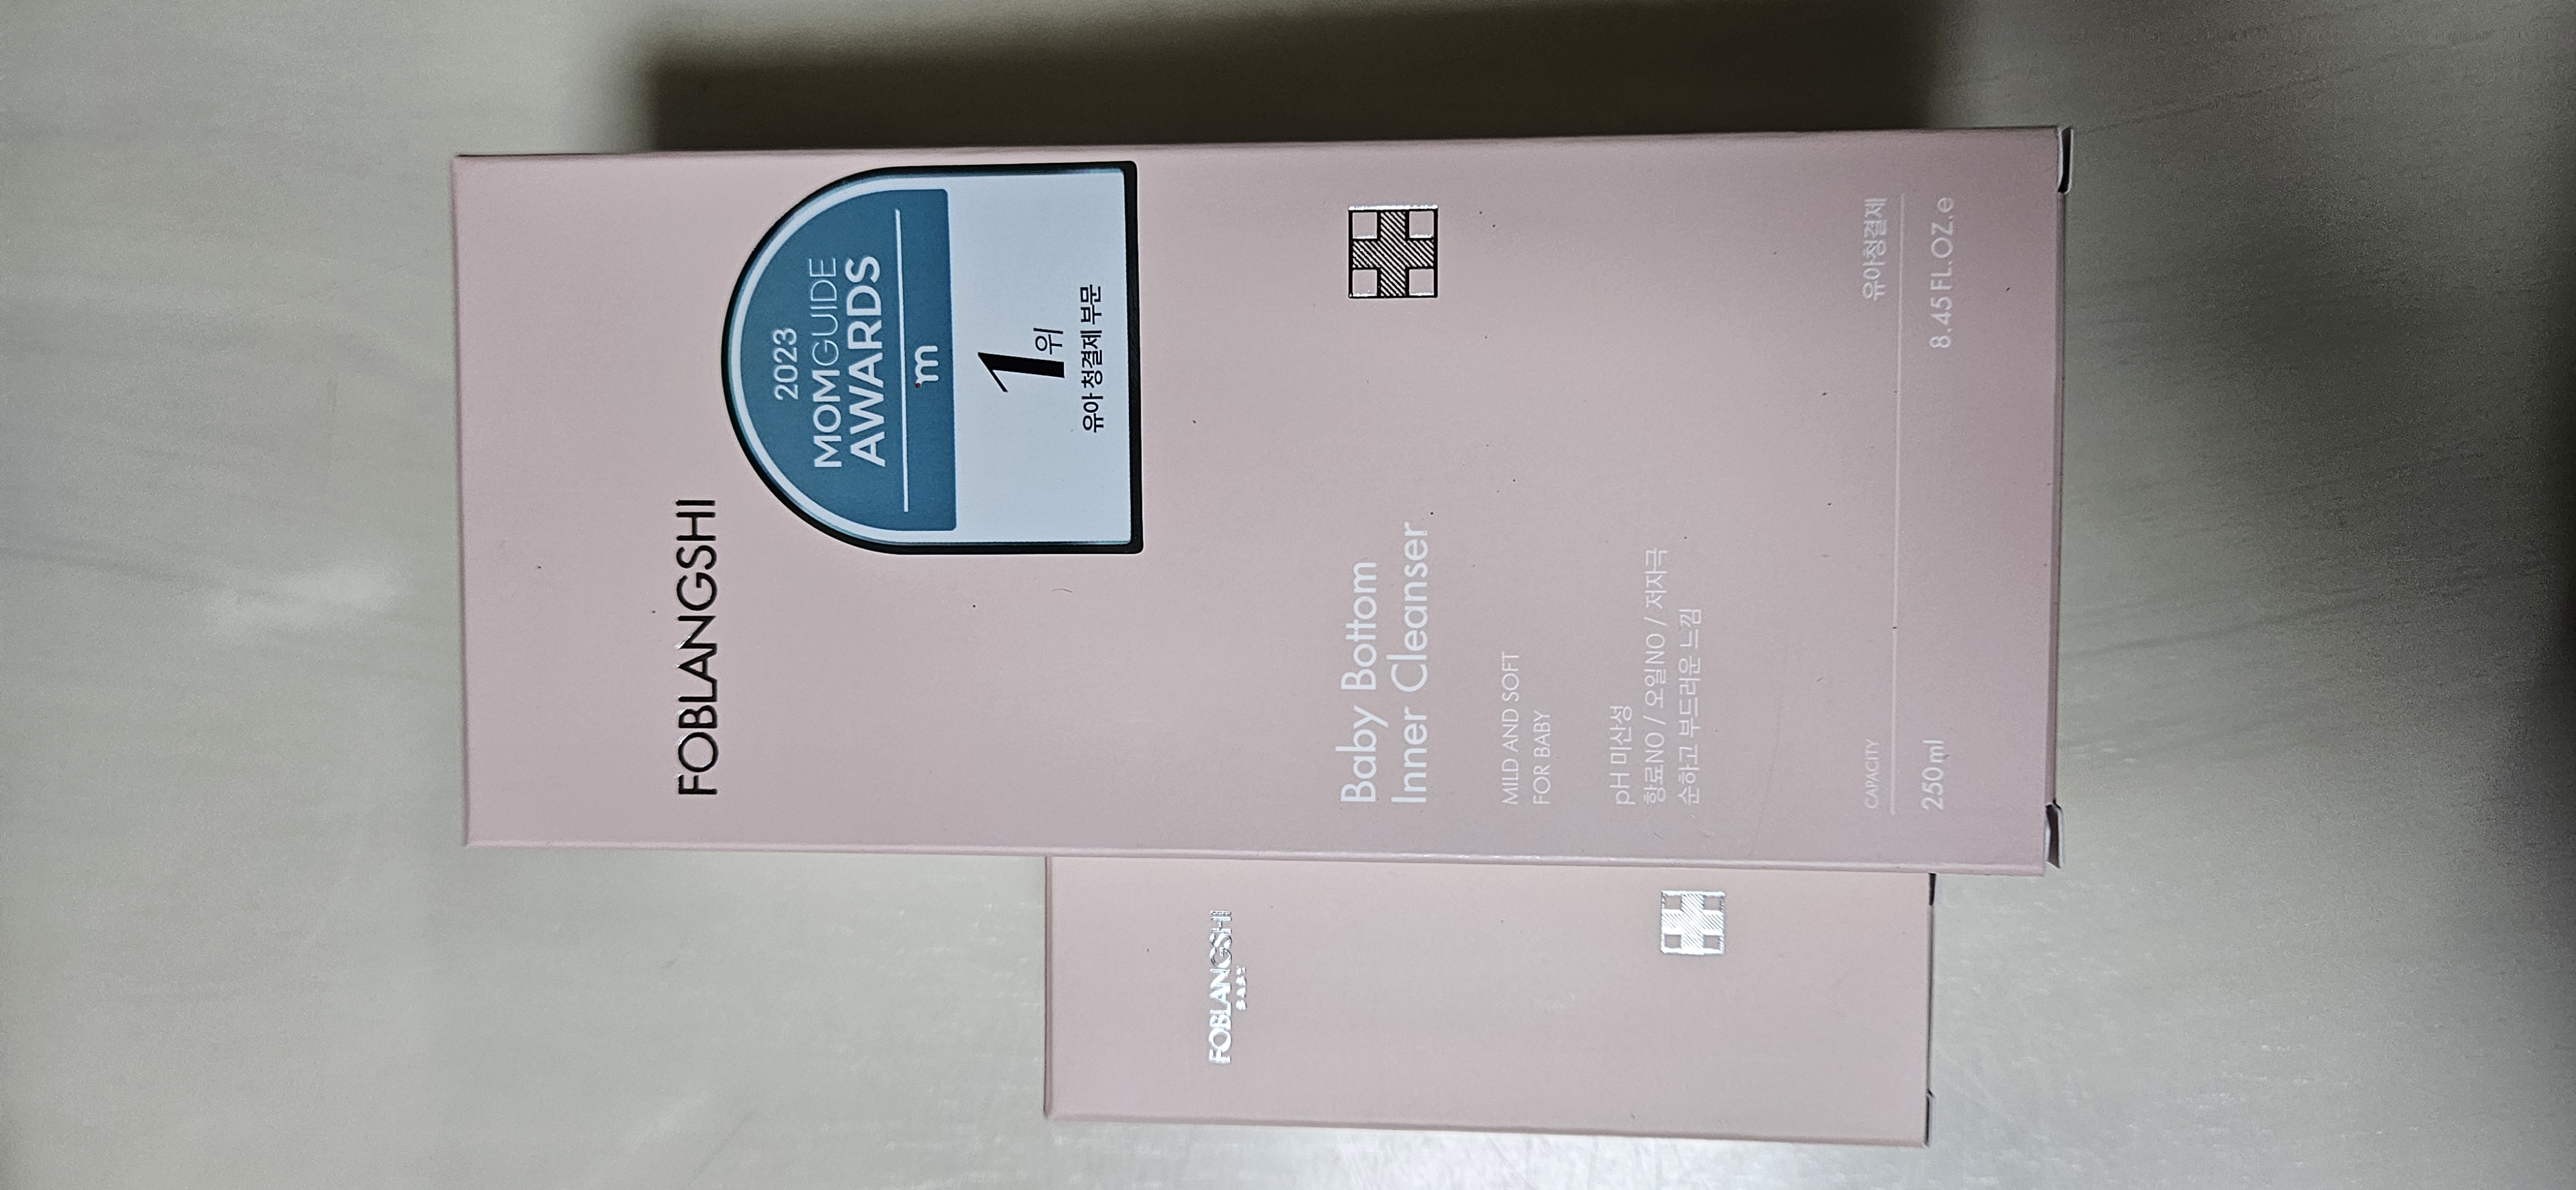 FOBLANGSHI
2023
MOMGUIDE
AWARDS
m
1위
유아 청결제 부문
Baby Bottom
Inner Cleanser
MILD AND SOFT
FOR BABY
pH 미산성
향료NO / 오일NO / 저자극
순하고 부드러운 느낌
CAPACITY 유아청결제
250ml 8.45 FL.OZ.e
FOBLANGSHI
BABY